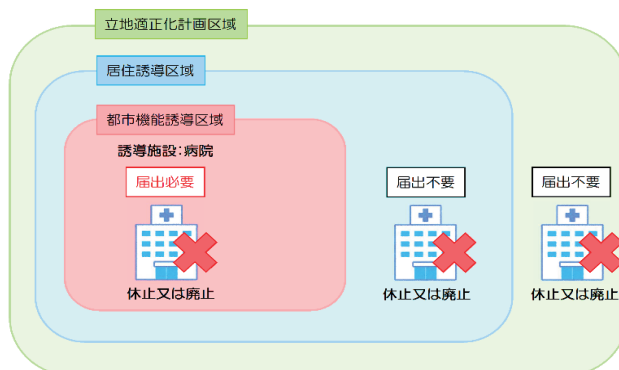 立地適正化計画区域
居住誘導区域
都市機能誘導区域
誘導施設:病院
届出必要
届出不要
届出不要
休止又は廃止
休止又は廃止
休止又は廃止